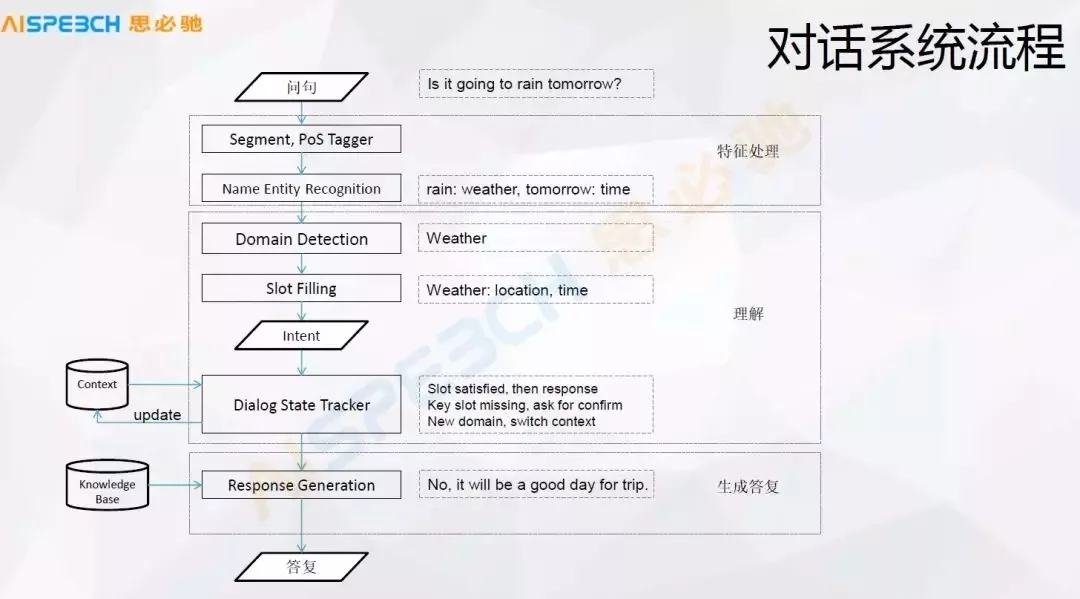 AISPEECH 思必驰
对话系统流程
问句
Is it going to rain tomorrow?
Segment, PoS Tagger
特征处理
Name Entity Recognition
rain: weather, tomorrow: time
Domain Detection
Weather
Slot Filling
Weather: location, time
理解
Intent
Context
update
Dialog State Tracker
Slot satisfied, then response
Key slot missing, ask for confirm
New domain, switch context
Knowledge
Base
Response Generation
No, it will be a good day for trip.
生成答复
答复
AISPEECH 思必驰